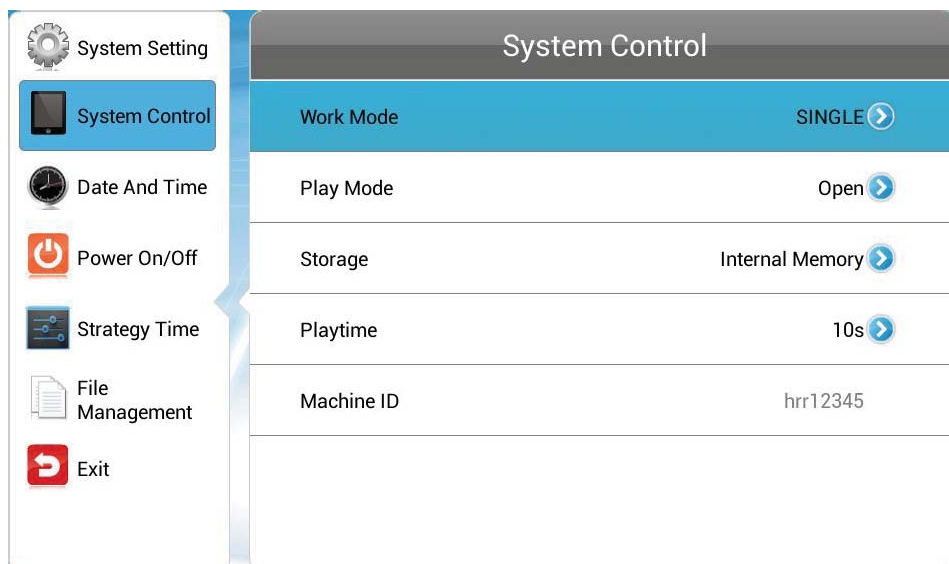 System Setting
System Control
Date And Time
Power On/Off
Strategy Time
File
Management
Exit
System Control
Work Mode SINGLE
Play Mode Open
Storage Internal Memory
Playtime 10s
Machine ID hrr12345